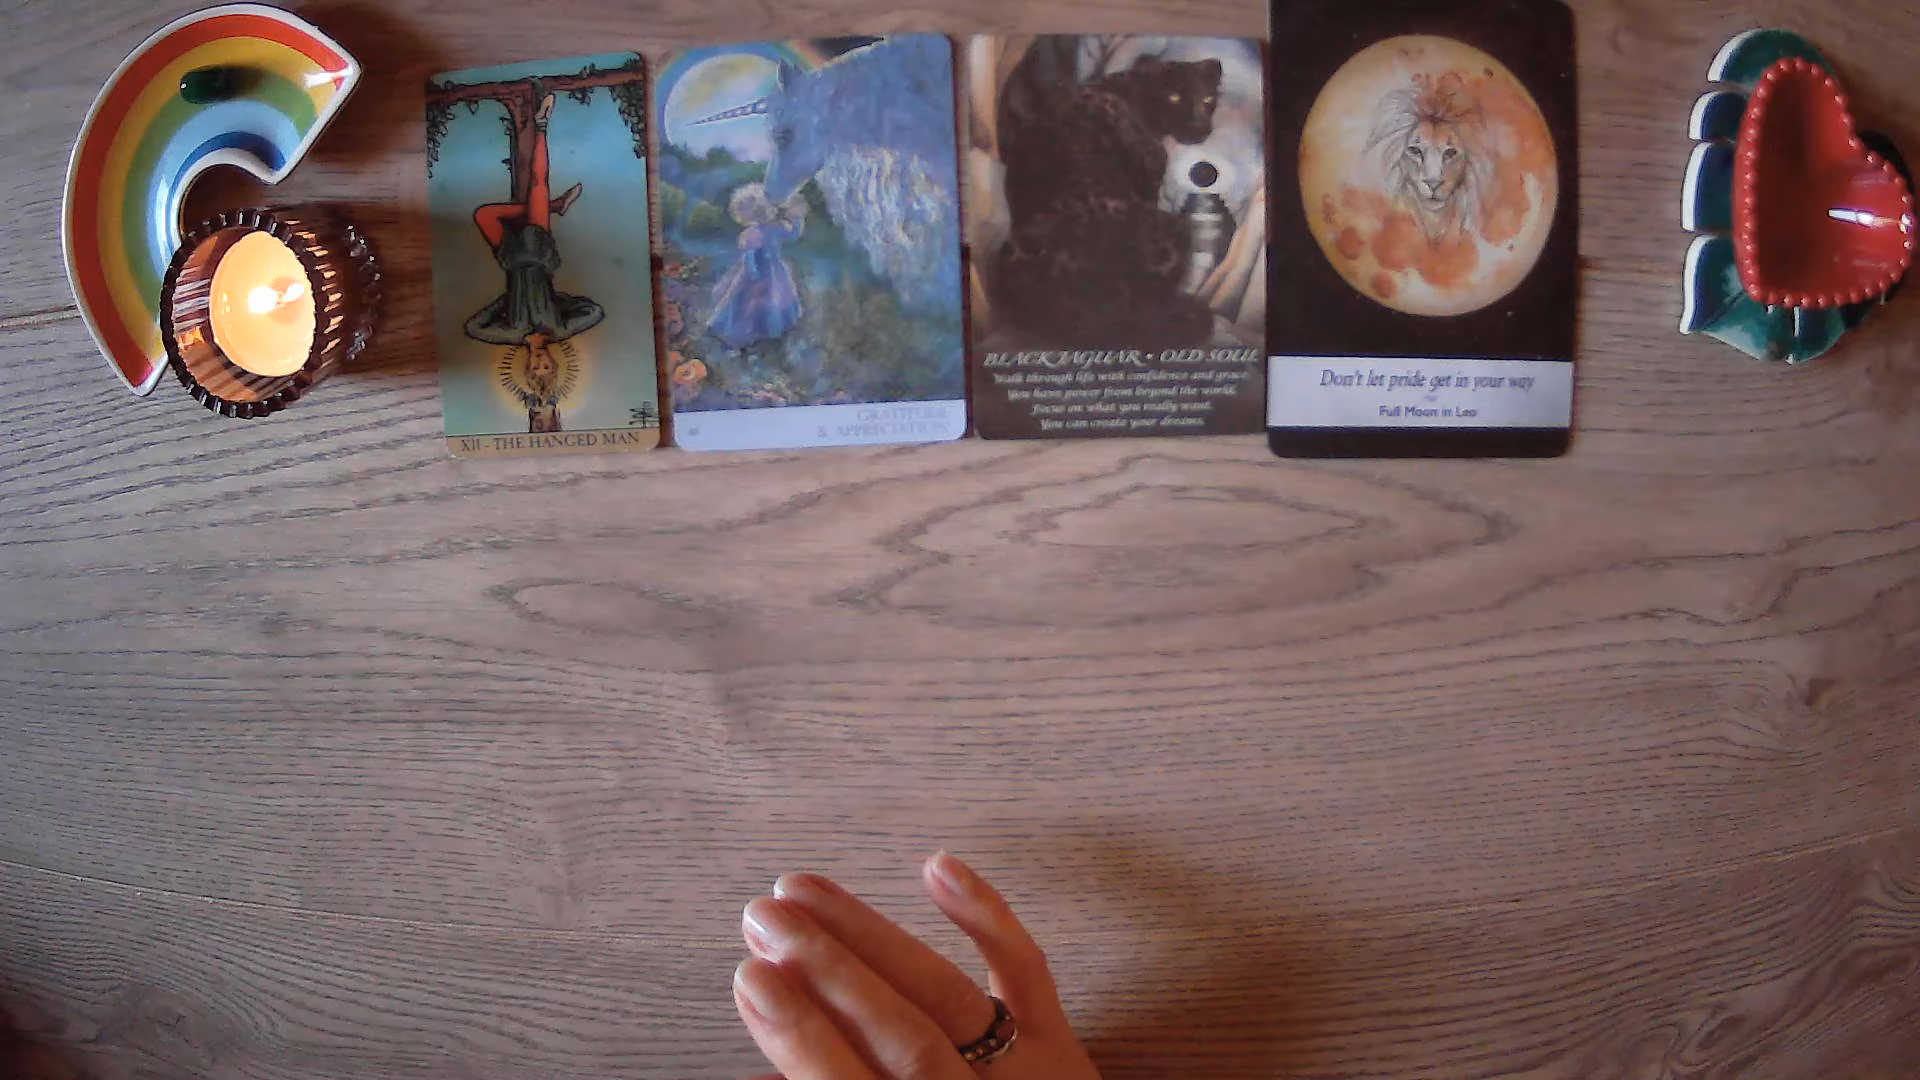 XII - THE HANGED MAN
GRATITUDE
& APPRECIATION
BLACK JAGUAR • OLD SOUL
Walk through life with confidence and grace.
You have power from beyond the world.
Focus on what you really want.
You can create your dreams.
Don't let pride get in your way
Full Moon in Leo